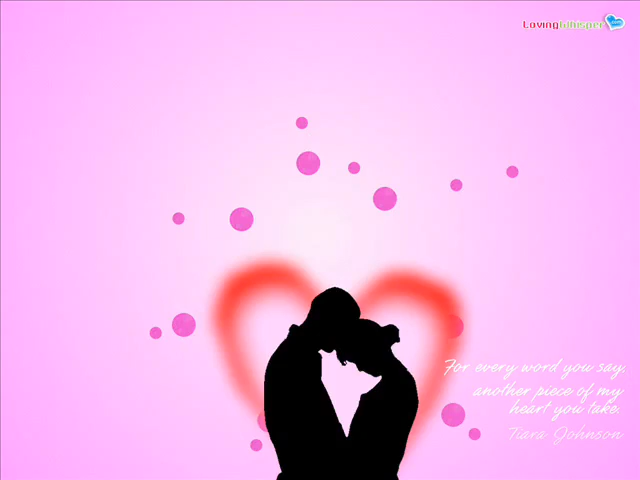 LovingWhisper
For every word you say,
another piece of my
heart you take.
Tiara Johnson